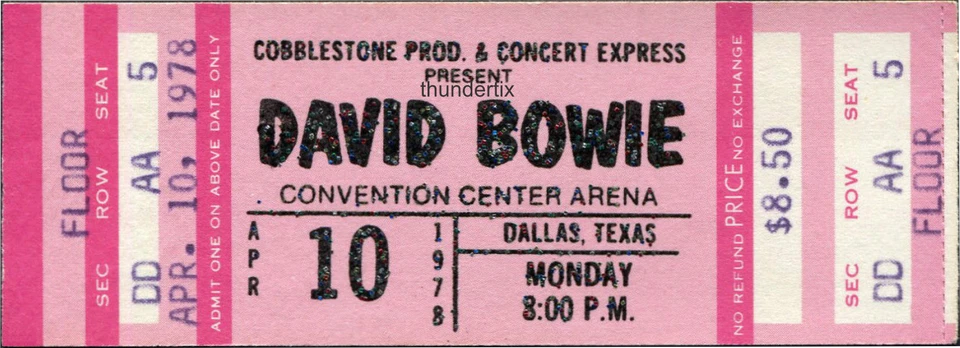 FLOOR
SEC ROW SEAT
DD AA 5
APR. 10, 1978
ADMIT ONE ON ABOVE DATE ONLY
COBBLESTONE PROD. & CONCERT EXPRESS
PRESENT
thundertix
DAVID BOWIE
CONVENTION CENTER ARENA
APR 10 1978
DALLAS, TEXAS
MONDAY
8:00 P.M.
NO REFUND PRICE NO EXCHANGE
$8.50
SEC ROW SEAT
DD AA 5
FLOOR